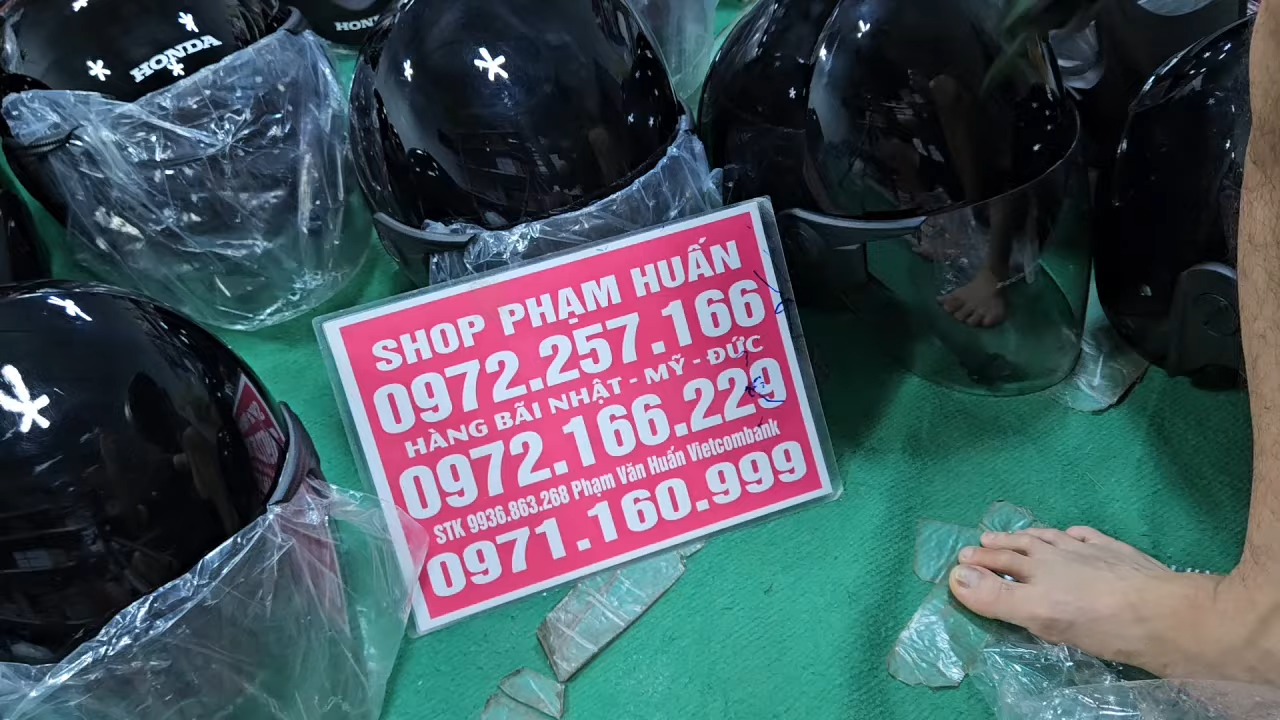 HONDA
HONDA
SHOP PHẠM HUẤN
0972.257.166
HÀNG BÃI NHẬT - MỸ - ĐỨC
0972.166.229
STK 9936.863.268 Phạm Văn Huấn Vietcombank
0971.160.999